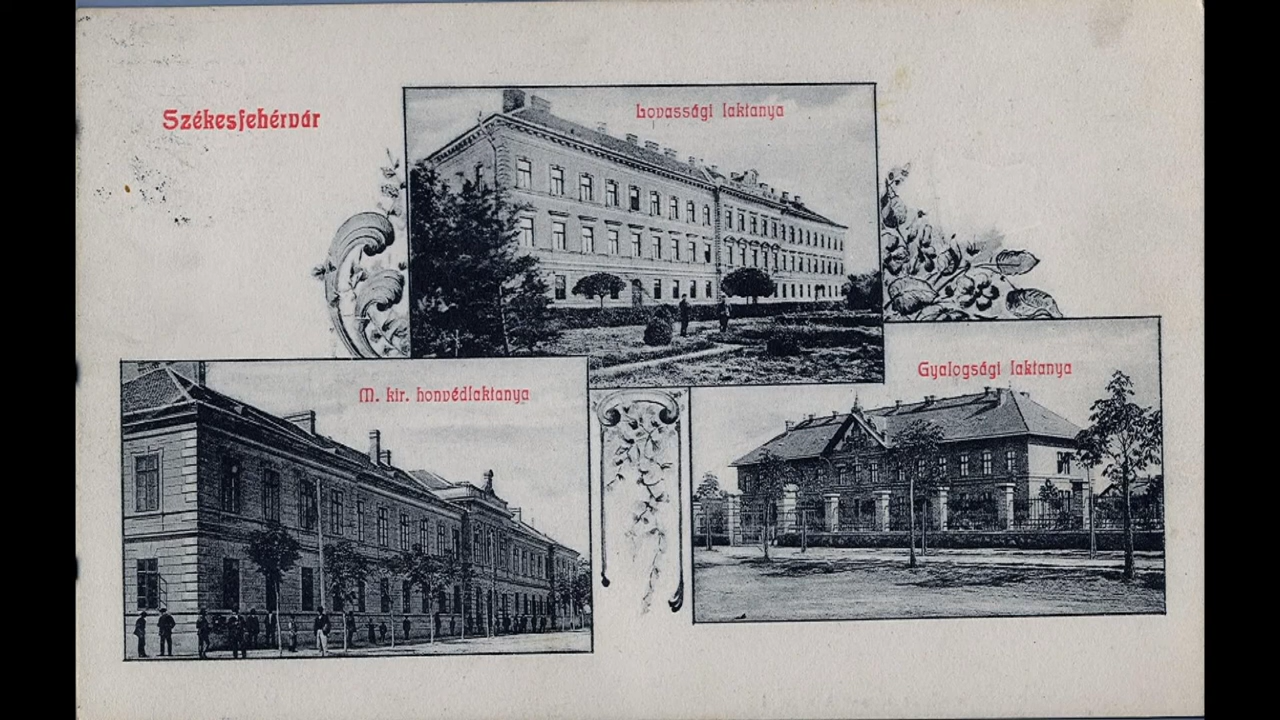 Székesfehérvár
Lovassági laktanya
M. kir. honvédlaktanya
Gyalogsági laktanya